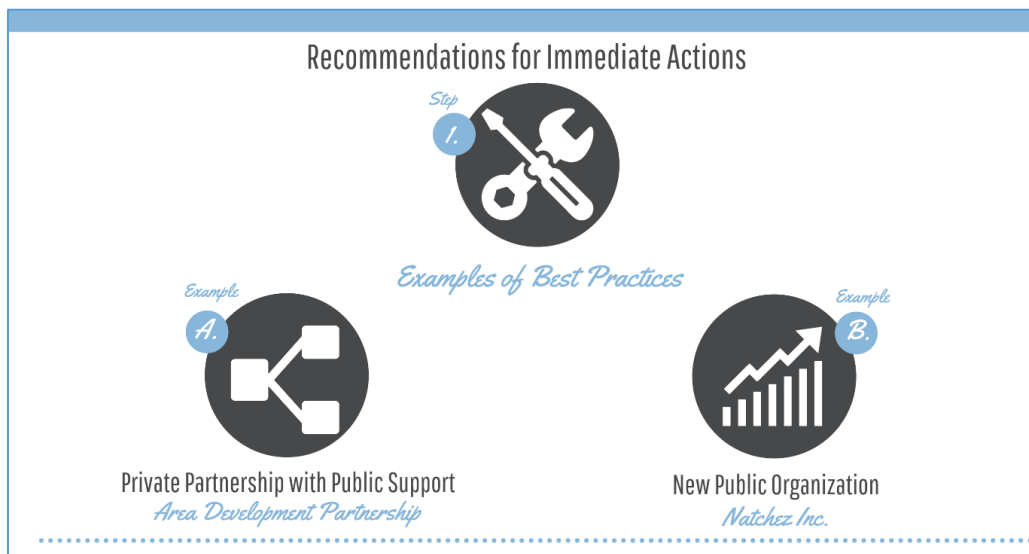 Recommendations for Immediate Actions
Step
1.
Examples of Best Practices
Example
A.
Example
B.
Private Partnership with Public Support
Area Development Partnership
New Public Organization
Natchez Inc.